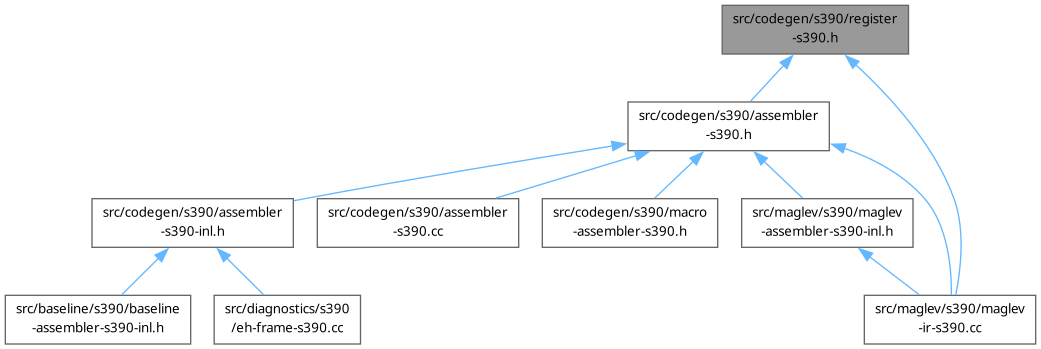 src/codegen/s390/register
-s390.h
src/codegen/s390/assembler
-s390.h
src/codegen/s390/assembler
-s390-inl.h
src/codegen/s390/assembler
-s390.cc
src/codegen/s390/macro
-assembler-s390.h
src/maglev/s390/maglev
-assembler-s390-inl.h
src/baseline/s390/baseline
-assembler-s390-inl.h
src/diagnostics/s390
/eh-frame-s390.cc
src/maglev/s390/maglev
-ir-s390.cc